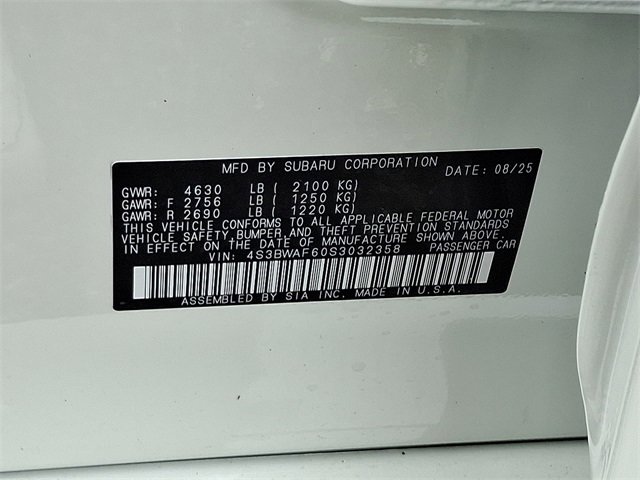 MFD BY SUBARU CORPORATION DATE: 08/25
GVWR: 4630 LB ( 2100 KG)
GAWR: F 2756 LB ( 1250 KG)
GAWR: R 2690 LB ( 1220 KG)
THIS VEHICLE CONFORMS TO ALL APPLICABLE FEDERAL MOTOR
VEHICLE SAFETY,BUMPER,AND THEFT PREVENTION STANDARDS
IN EFFECT ON THE DATE OF MANUFACTURE SHOWN ABOVE.
VIN: 4S3BWAF60S3032358 PASSENGER CAR
ASSEMBLED BY SIA INC. MADE IN U.S.A.